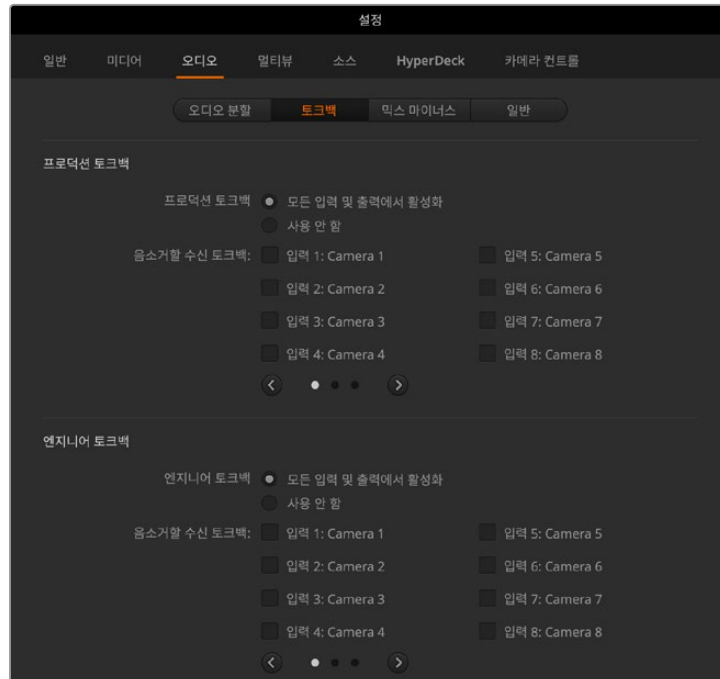 설정
일반 미디어 오디오 멀티뷰 소스 HyperDeck 카메라 컨트롤
오디오 분할 토크백 믹스 마이너스 일반
프로덕션 토크백
프로덕션 토크백 모든 입력 및 출력에서 활성화
사용 안 함
음소거할 수신 토크백: 입력 1: Camera 1 입력 5: Camera 5
입력 2: Camera 2 입력 6: Camera 6
입력 3: Camera 3 입력 7: Camera 7
입력 4: Camera 4 입력 8: Camera 8
엔지니어 토크백
엔지니어 토크백 모든 입력 및 출력에서 활성화
사용 안 함
음소거할 수신 토크백: 입력 1: Camera 1 입력 5: Camera 5
입력 2: Camera 2 입력 6: Camera 6
입력 3: Camera 3 입력 7: Camera 7
입력 4: Camera 4 입력 8: Camera 8